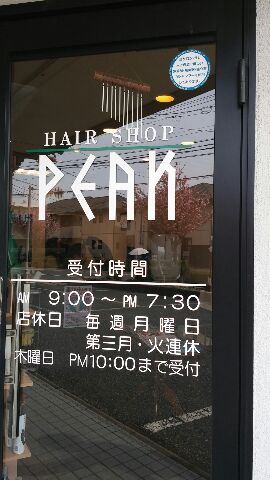 HAIR SHOP
PEAK
受付時間
AM 9:00〜PM 7:30
店休日 毎週月曜日
第三月・火連休
木曜日 PM10:00まで受付